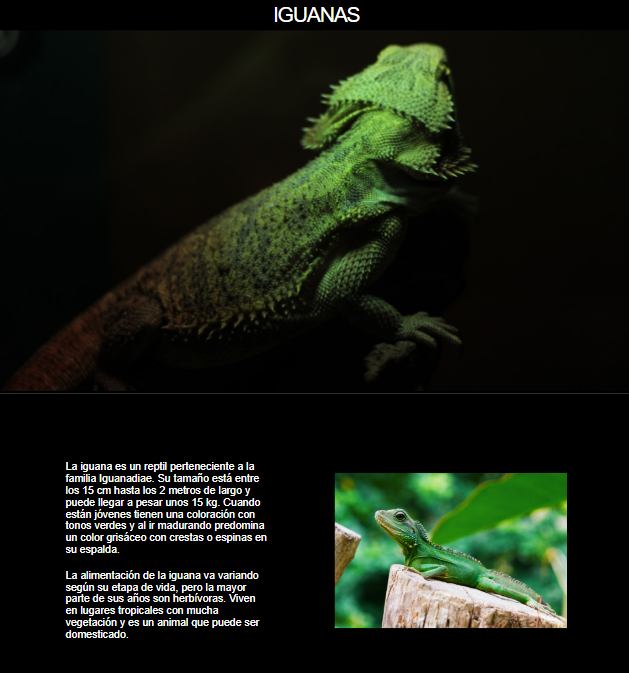 IGUANAS
La iguana es un reptil perteneciente a la
familia Iguanadiae. Su tamaño está entre
los 15 cm hasta los 2 metros de largo y
puede llegar a pesar unos 15 kg. Cuando
están jóvenes tienen una coloración con
tonos verdes y al ir madurando predomina
un color grisáceo con crestas o espinas en
su espalda.
La alimentación de la iguana va variando
según su etapa de vida, pero la mayor
parte de sus años son herbívoras. Viven
en lugares tropicales con mucha
vegetación y es un animal que puede ser
domesticado.